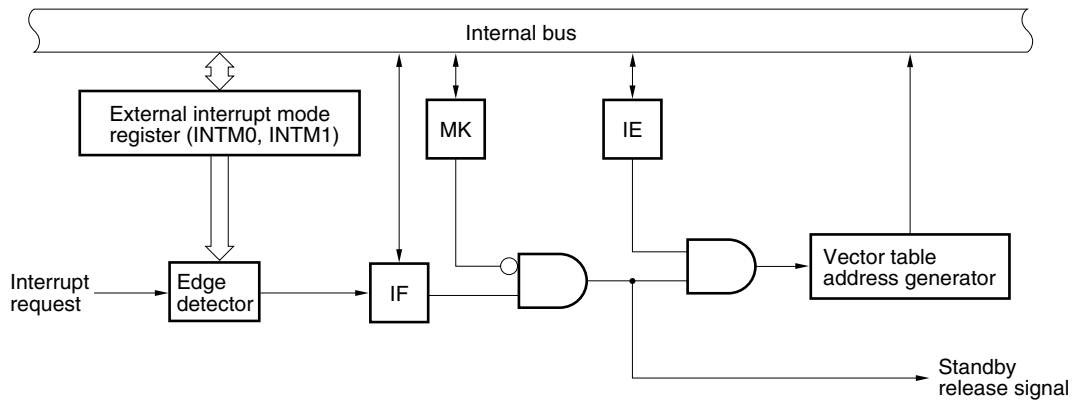 Internal bus
External interrupt mode
register (INTM0, INTM1)
MK
IE
Interrupt
request
Edge
detector
IF
Vector table
address generator
Standby
release signal